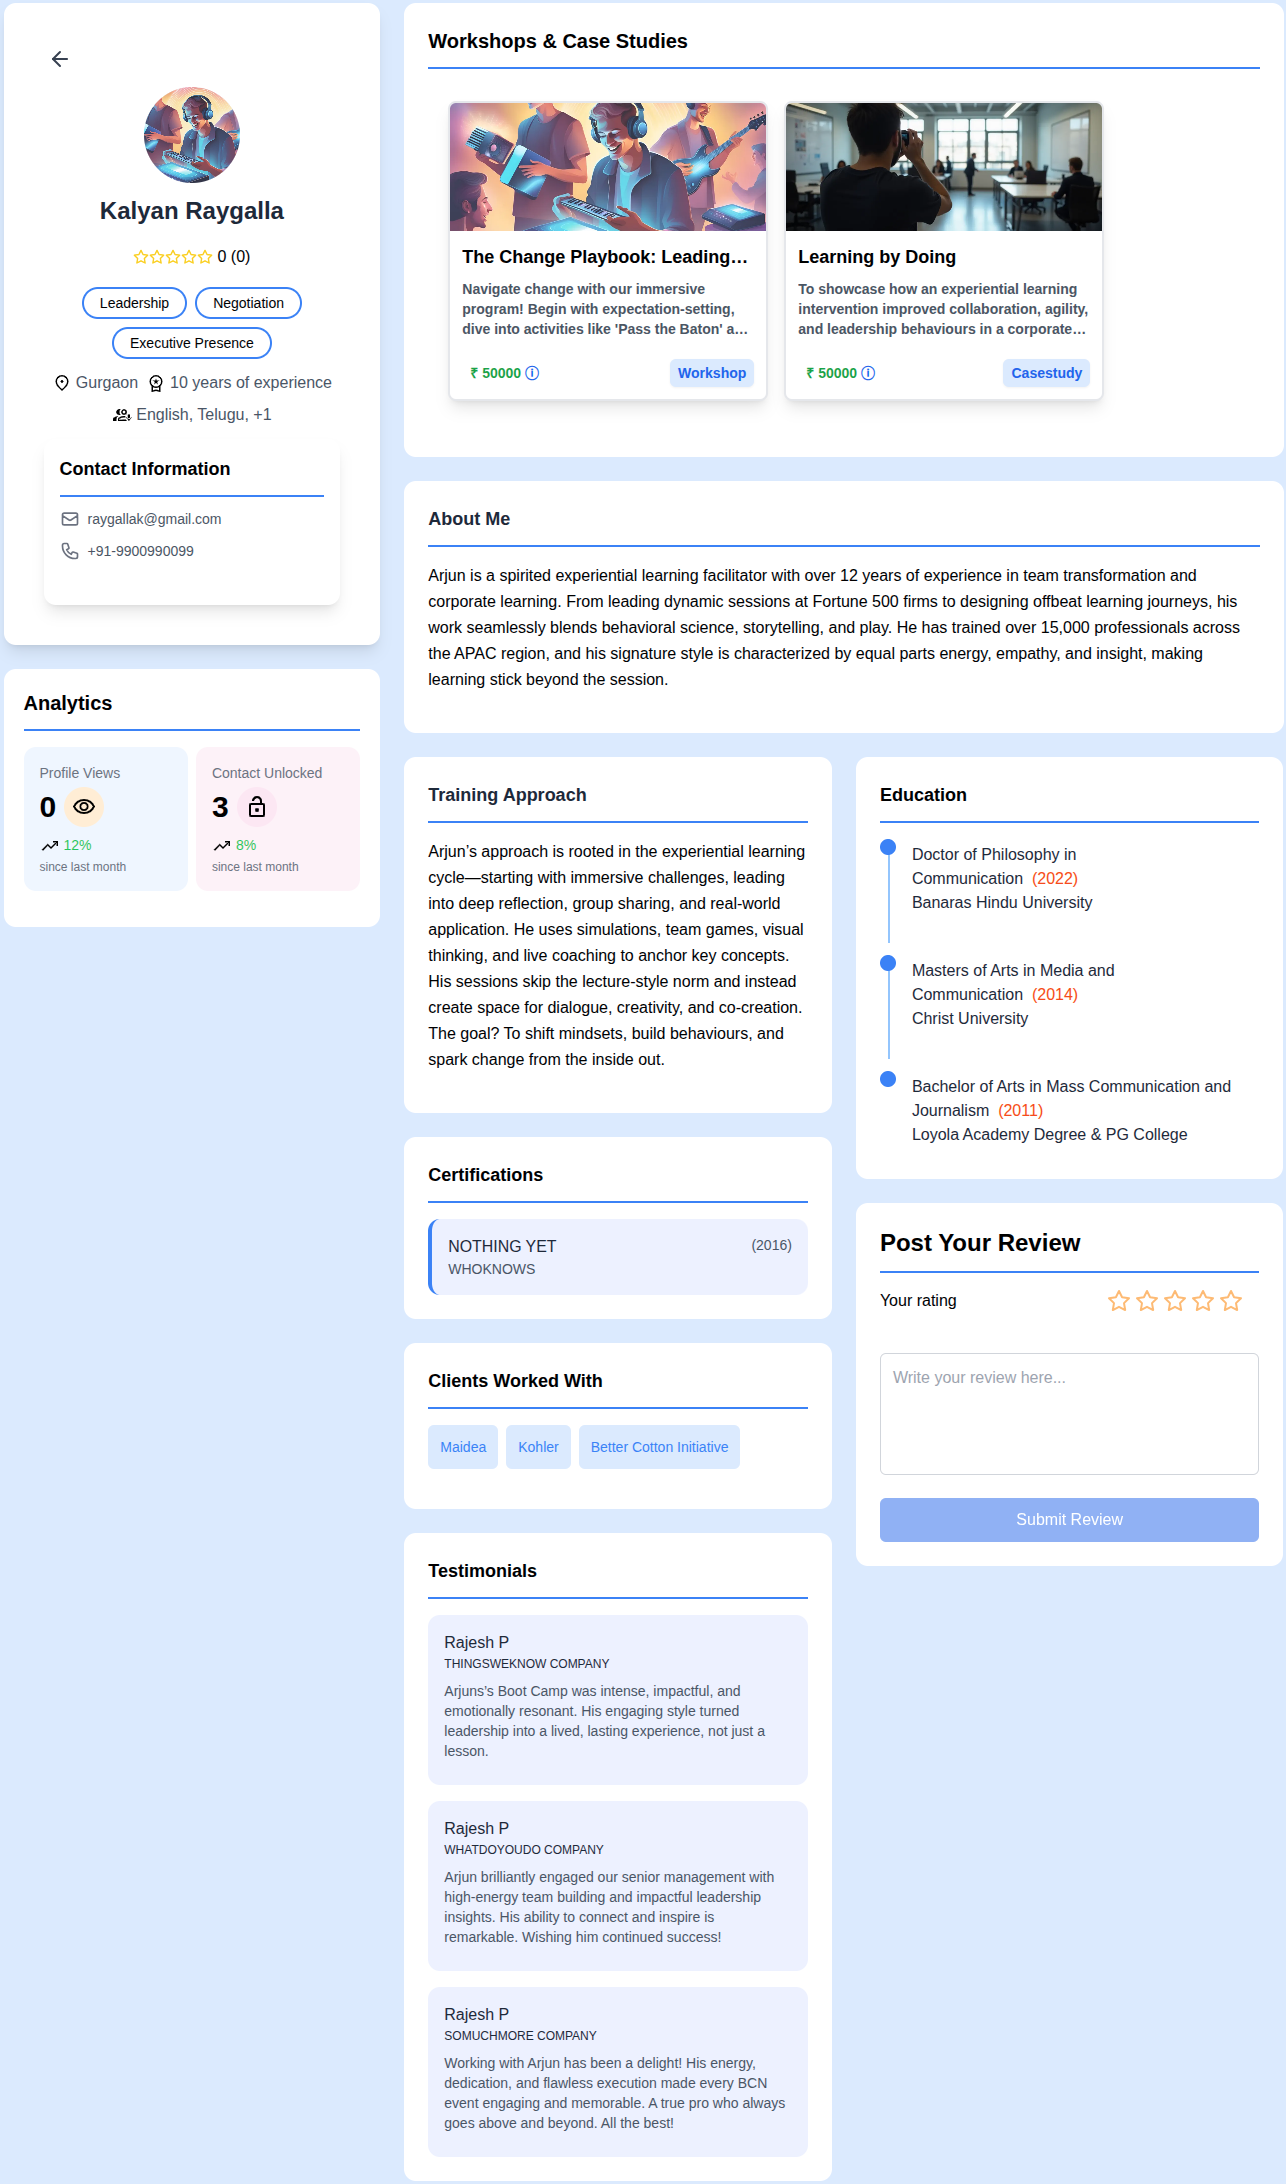 Kalyan Raygalla
0 (0)
Leadership
Negotiation
Executive Presence
Gurgaon
10 years of experience
English, Telugu, +1
Contact Information
raygallak@gmail.com
+91-9900990099
Analytics
Profile Views
0
12%
since last month
Contact Unlocked
3
8%
since last month
Workshops & Case Studies
The Change Playbook: Leading...
Navigate change with our immersive
program! Begin with expectation-setting,
dive into activities like 'Pass the Baton' a...
₹ 50000
Workshop
Learning by Doing
To showcase how an experiential learning
intervention improved collaboration, agility,
and leadership behaviours in a corporate...
₹ 50000
Casestudy
About Me
Arjun is a spirited experiential learning facilitator with over 12 years of experience in team transformation and
corporate learning. From leading dynamic sessions at Fortune 500 firms to designing offbeat learning journeys, his
work seamlessly blends behavioral science, storytelling, and play. He has trained over 15,000 professionals across
the APAC region, and his signature style is characterized by equal parts energy, empathy, and insight, making
learning stick beyond the session.
Training Approach
Arjun’s approach is rooted in the experiential learning
cycle—starting with immersive challenges, leading
into deep reflection, group sharing, and real-world
application. He uses simulations, team games, visual
thinking, and live coaching to anchor key concepts.
His sessions skip the lecture-style norm and instead
create space for dialogue, creativity, and co-creation.
The goal? To shift mindsets, build behaviours, and
spark change from the inside out.
Certifications
NOTHING YET
(2016)
WHOKNOWS
Clients Worked With
Maidea
Kohler
Better Cotton Initiative
Testimonials
Rajesh P
THINGSWEKNOW COMPANY
Arjuns’s Boot Camp was intense, impactful, and
emotionally resonant. His engaging style turned
leadership into a lived, lasting experience, not just a
lesson.
Rajesh P
WHATDOYOUDO COMPANY
Arjun brilliantly engaged our senior management with
high-energy team building and impactful leadership
insights. His ability to connect and inspire is
remarkable. Wishing him continued success!
Rajesh P
SOMUCHMORE COMPANY
Working with Arjun has been a delight! His energy,
dedication, and flawless execution made every BCN
event engaging and memorable. A true pro who always
goes above and beyond. All the best!
Education
Doctor of Philosophy in
Communication (2022)
Banaras Hindu University
Masters of Arts in Media and
Communication (2014)
Christ University
Bachelor of Arts in Mass Communication and
Journalism (2011)
Loyola Academy Degree & PG College
Post Your Review
Your rating
Write your review here...
Submit Review